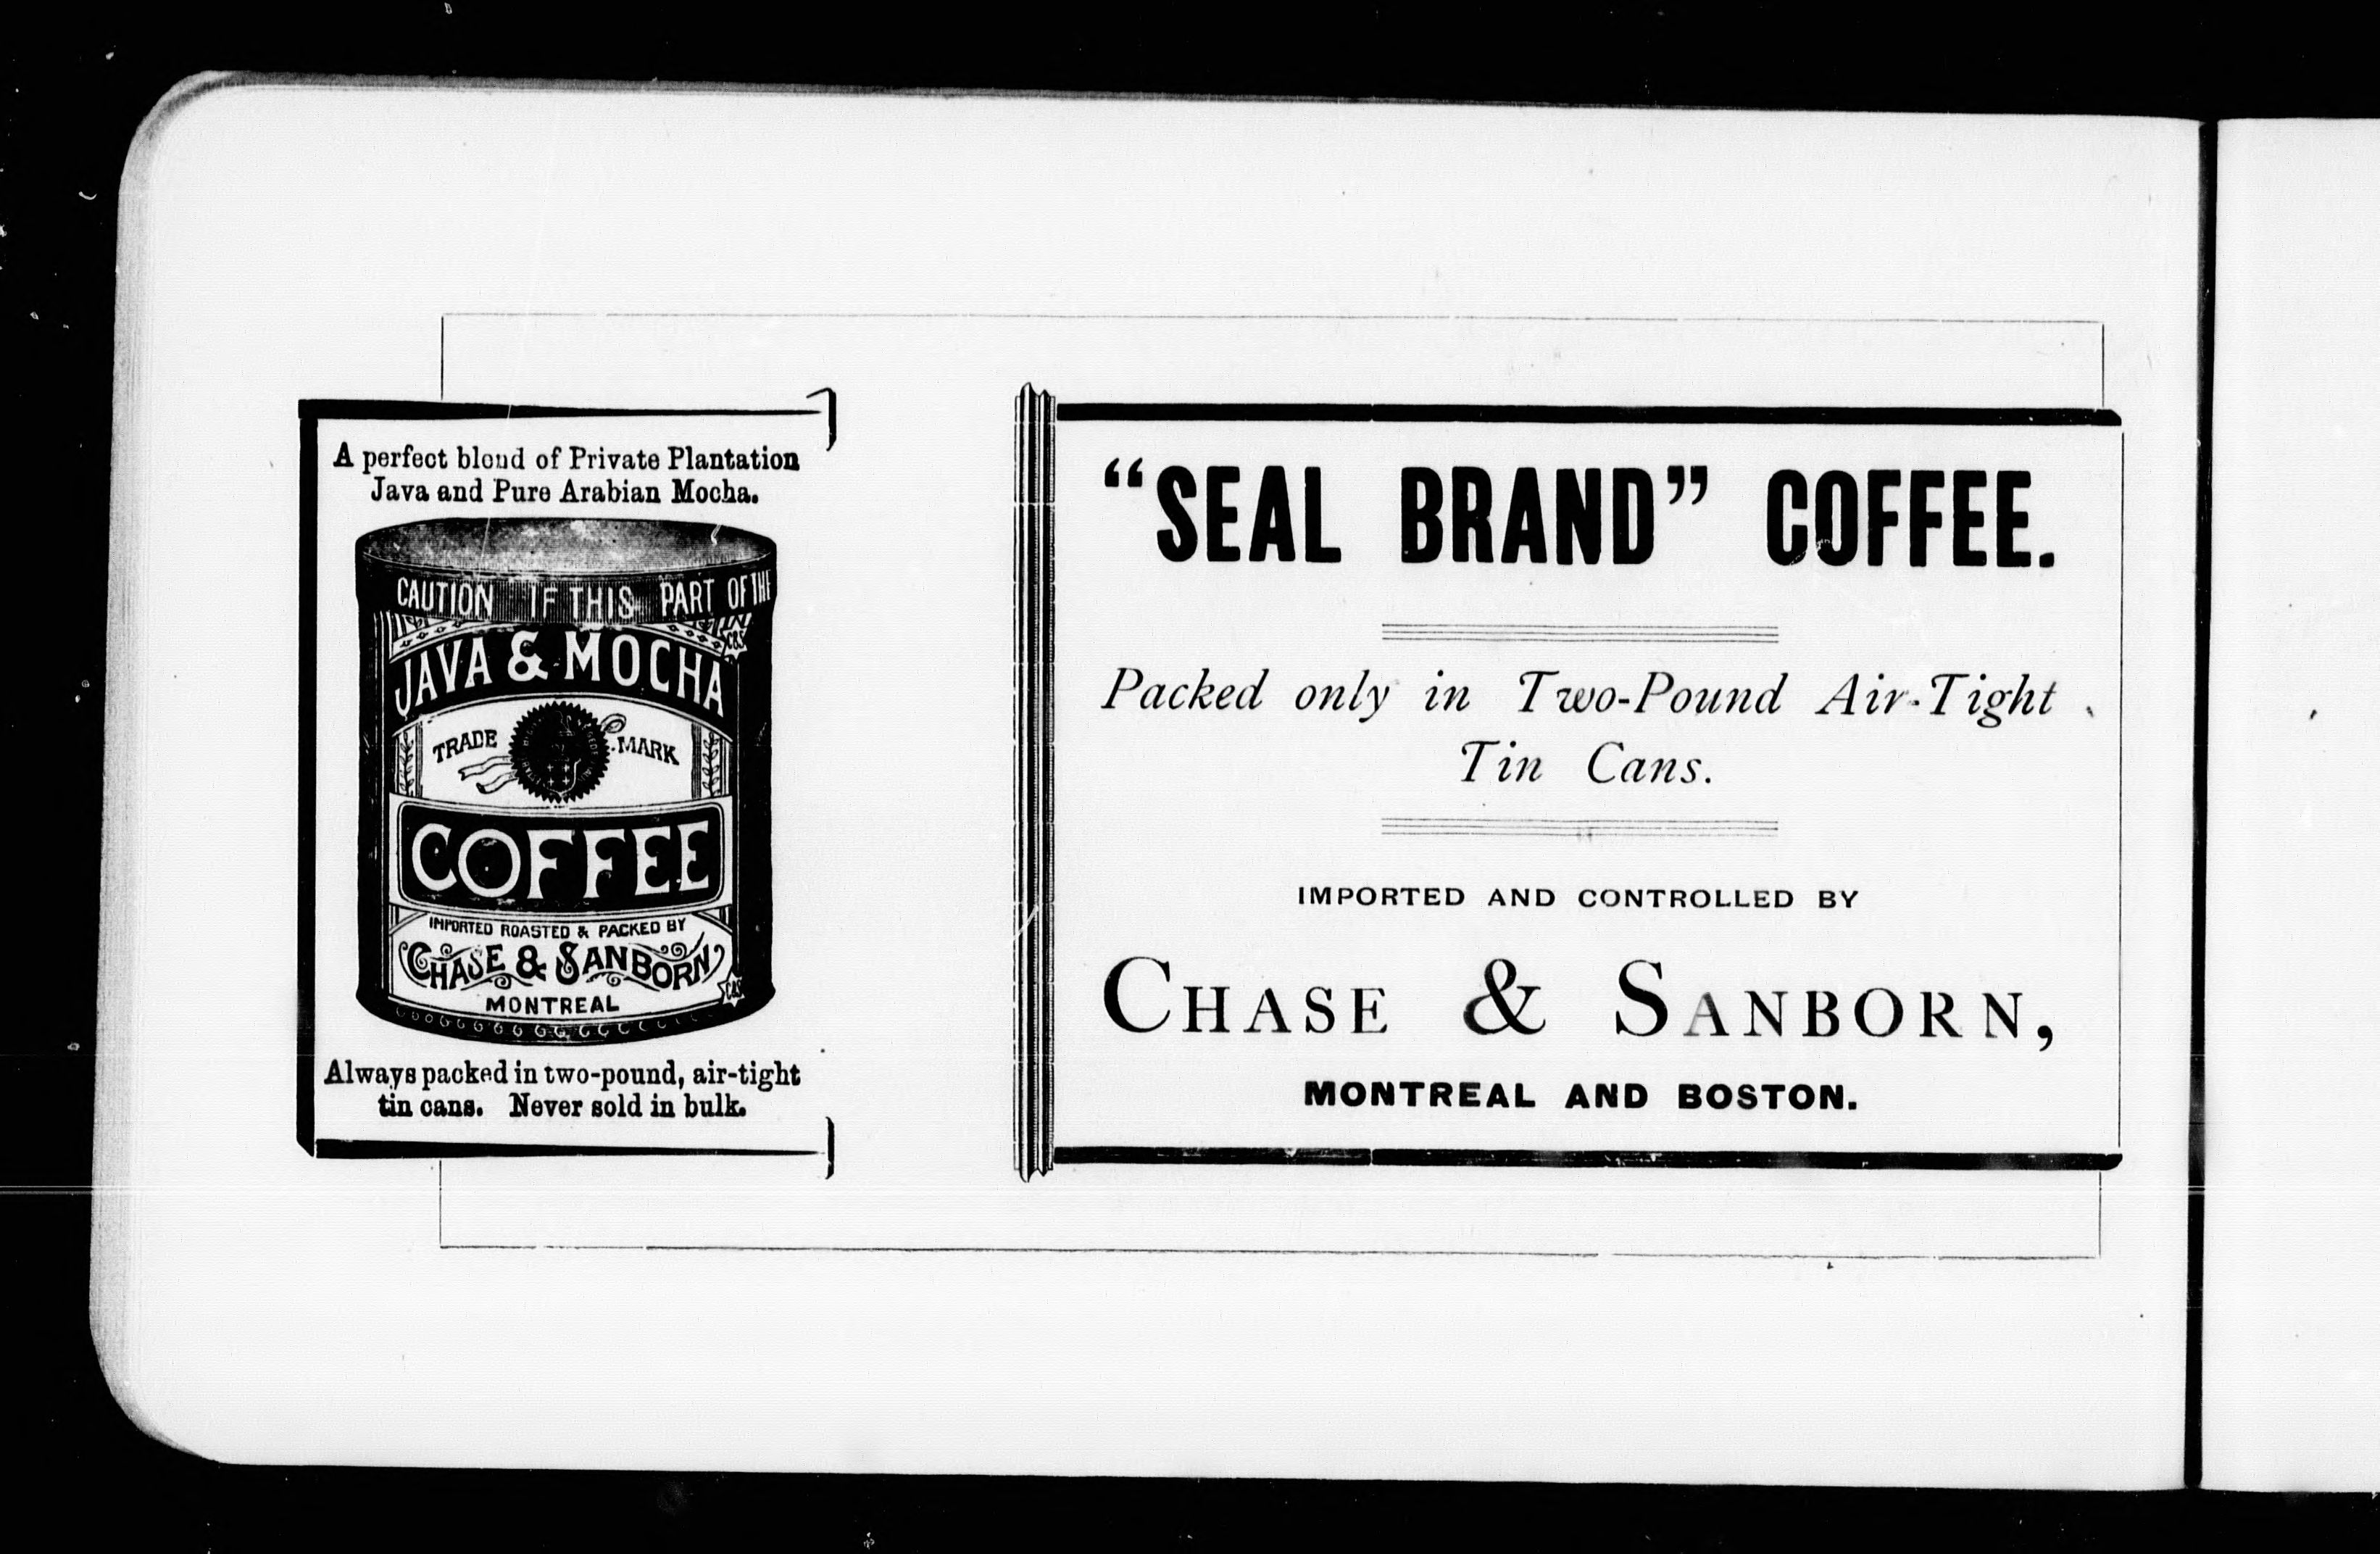 A perfect blend of Private Plantation
Java and Pure Arabian Mocha.
CAUTION IF THIS PART OF THE
C&S
JAVA & MOCHA
TRADE MARK
COFFEE
IMPORTED ROASTED & PACKED BY
CHASE & SANBORN
C&S
MONTREAL
Always packed in two-pound, air-tight
tin cans. Never sold in bulk.
"SEAL BRAND" COFFEE.
Packed only in Two-Pound Air-Tight
Tin Cans.
IMPORTED AND CONTROLLED BY
CHASE & SANBORN,
MONTREAL AND BOSTON.